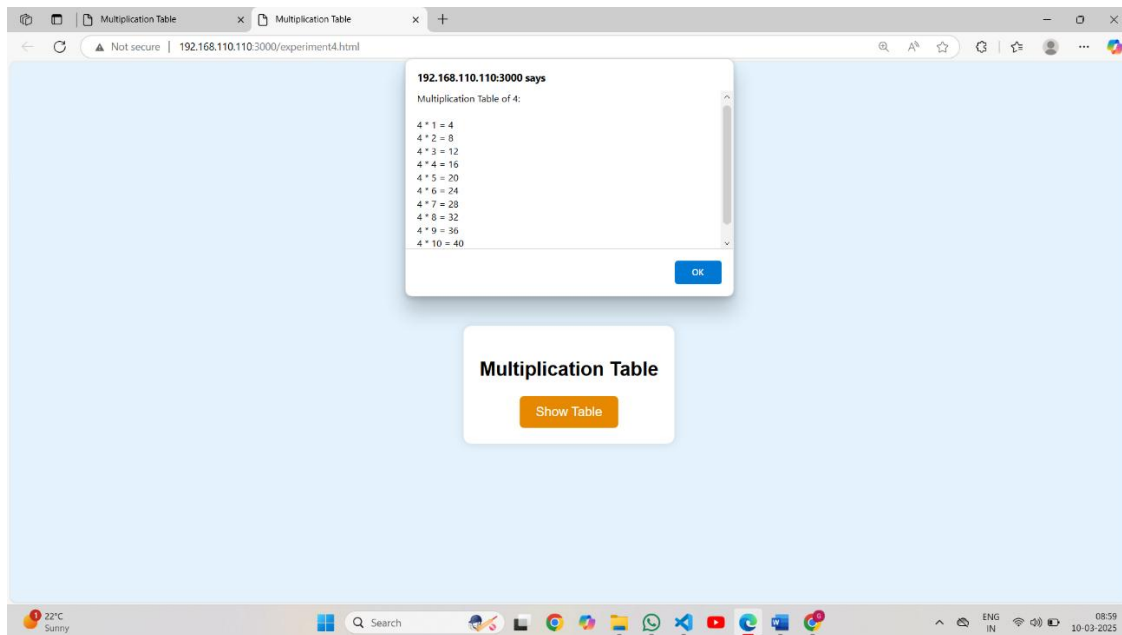 Multiplication Table
Multiplication Table
Not secure | 192.168.110.110:3000/experiment4.html
192.168.110.110:3000 says
Multiplication Table of 4:
4 * 1 = 4
4 * 2 = 8
4 * 3 = 12
4 * 4 = 16
4 * 5 = 20
4 * 6 = 24
4 * 7 = 28
4 * 8 = 32
4 * 9 = 36
4 * 10 = 40
OK
Multiplication Table
Show Table
1
22°C
Sunny
Search
ENG
IN
08:59
10-03-2025